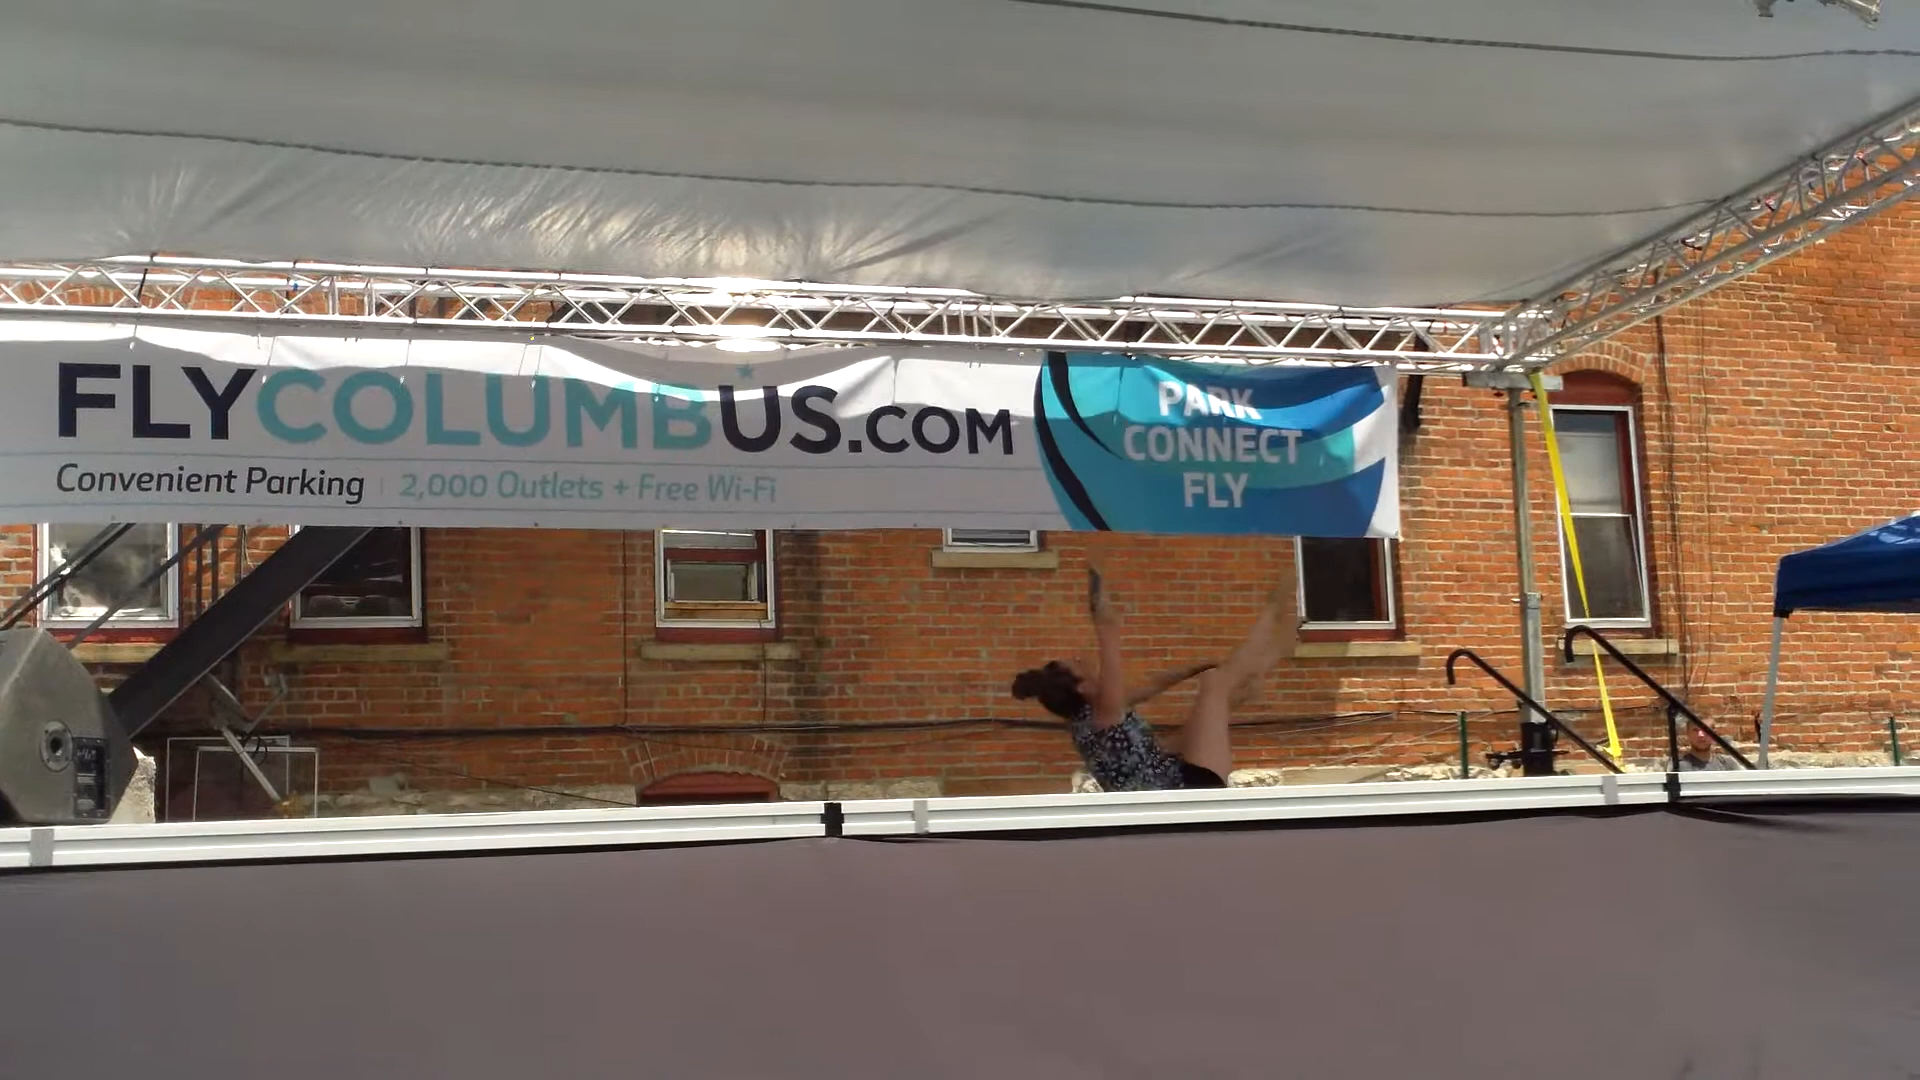 FLYCOLUMBUS.COM
Convenient Parking | 2,000 Outlets + Free Wi-Fi
PARK
CONNECT
FLY